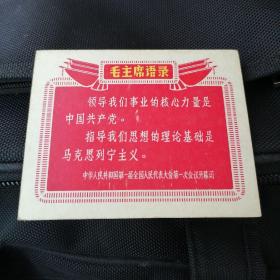 毛主席语录
领导我们事业的核心力量是
中国共产党。
指导我们思想的理论基础是
马克思列宁主义。
中华人民共和国第一届全国人民代表大会第一次会议开幕词